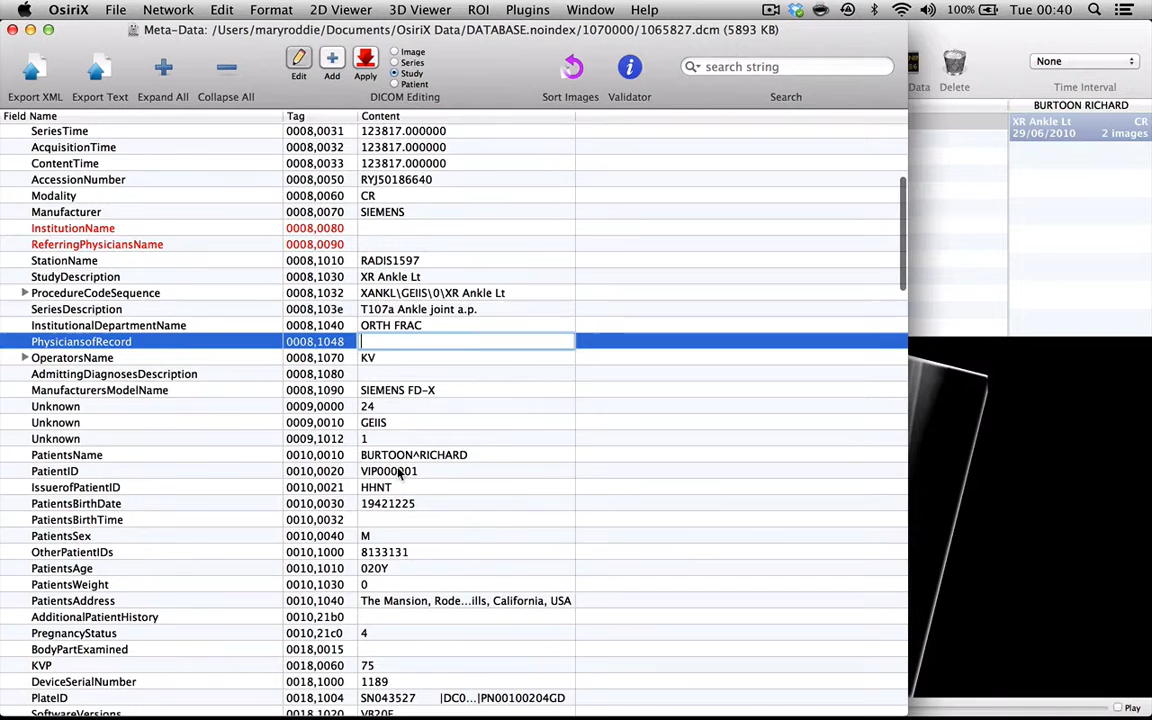 OsiriX File Network Edit Format 2D Viewer 3D Viewer ROI Plugins Window Help 100% Tue 00:40
Meta-Data: /Users/maryroddie/Documents/OsiriX Data/DATABASE.noindex/1070000/1065827.dcm (5893 KB)
Image
Series
Study
Patient
search string
None
Export XML Export Text Expand All Collapse All Edit Add Apply DICOM Editing Sort Images Validator Search Data Delete Time Interval
Field Name Tag Content BURTOON RICHARD
XR Ankle Lt CR
29/06/2010 2 images
SeriesTime 0008,0031 123817.000000
AcquisitionTime 0008,0032 123817.000000
ContentTime 0008,0033 123817.000000
AccessionNumber 0008,0050 RYJ50186640
Modality 0008,0060 CR
Manufacturer 0008,0070 SIEMENS
InstitutionName 0008,0080
ReferringPhysiciansName 0008,0090
StationName 0008,1010 RADIS1597
StudyDescription 0008,1030 XR Ankle Lt
ProcedureCodeSequence 0008,1032 XANKL\GEIIS\0\XR Ankle Lt
SeriesDescription 0008,103e T107a Ankle joint a.p.
InstitutionalDepartmentName 0008,1040 ORTH FRAC
PhysiciansofRecord 0008,1048
OperatorsName 0008,1070 KV
AdmittingDiagnosesDescription 0008,1080
ManufacturersModelName 0008,1090 SIEMENS FD-X
Unknown 0009,0000 24
Unknown 0009,0010 GEIIS
Unknown 0009,1012 1
PatientsName 0010,0010 BURTOON^RICHARD
PatientID 0010,0020 VIP000001
IssuerofPatientID 0010,0021 HHNT
PatientsBirthDate 0010,0030 19421225
PatientsBirthTime 0010,0032
PatientsSex 0010,0040 M
OtherPatientIDs 0010,1000 8133131
PatientsAge 0010,1010 020Y
PatientsWeight 0010,1030 0
PatientsAddress 0010,1040 The Mansion, Rode...ills, California, USA
AdditionalPatientHistory 0010,21b0
PregnancyStatus 0010,21c0 4
BodyPartExamined 0018,0015
KVP 0018,0060 75
DeviceSerialNumber 0018,1000 1189
PlateID 0018,1004 SN043527 |DC0...|PN00100204GD
SoftwareVersions 0018,1020 VR20F
Play